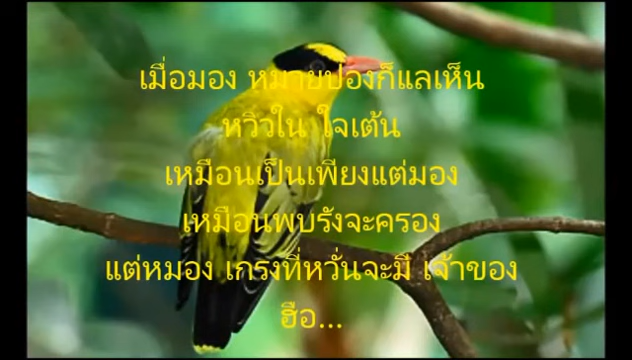 เมื่อมอง หมายปองก็แลเห็น
หวิวใน ใจเต้น
เหมือนเป็นเพียงแต่มอง
เหมือนพบรังจะครอง
แต่หมอง เกรงที่หวั่นจะมี เจ้าของ
ฮือ...